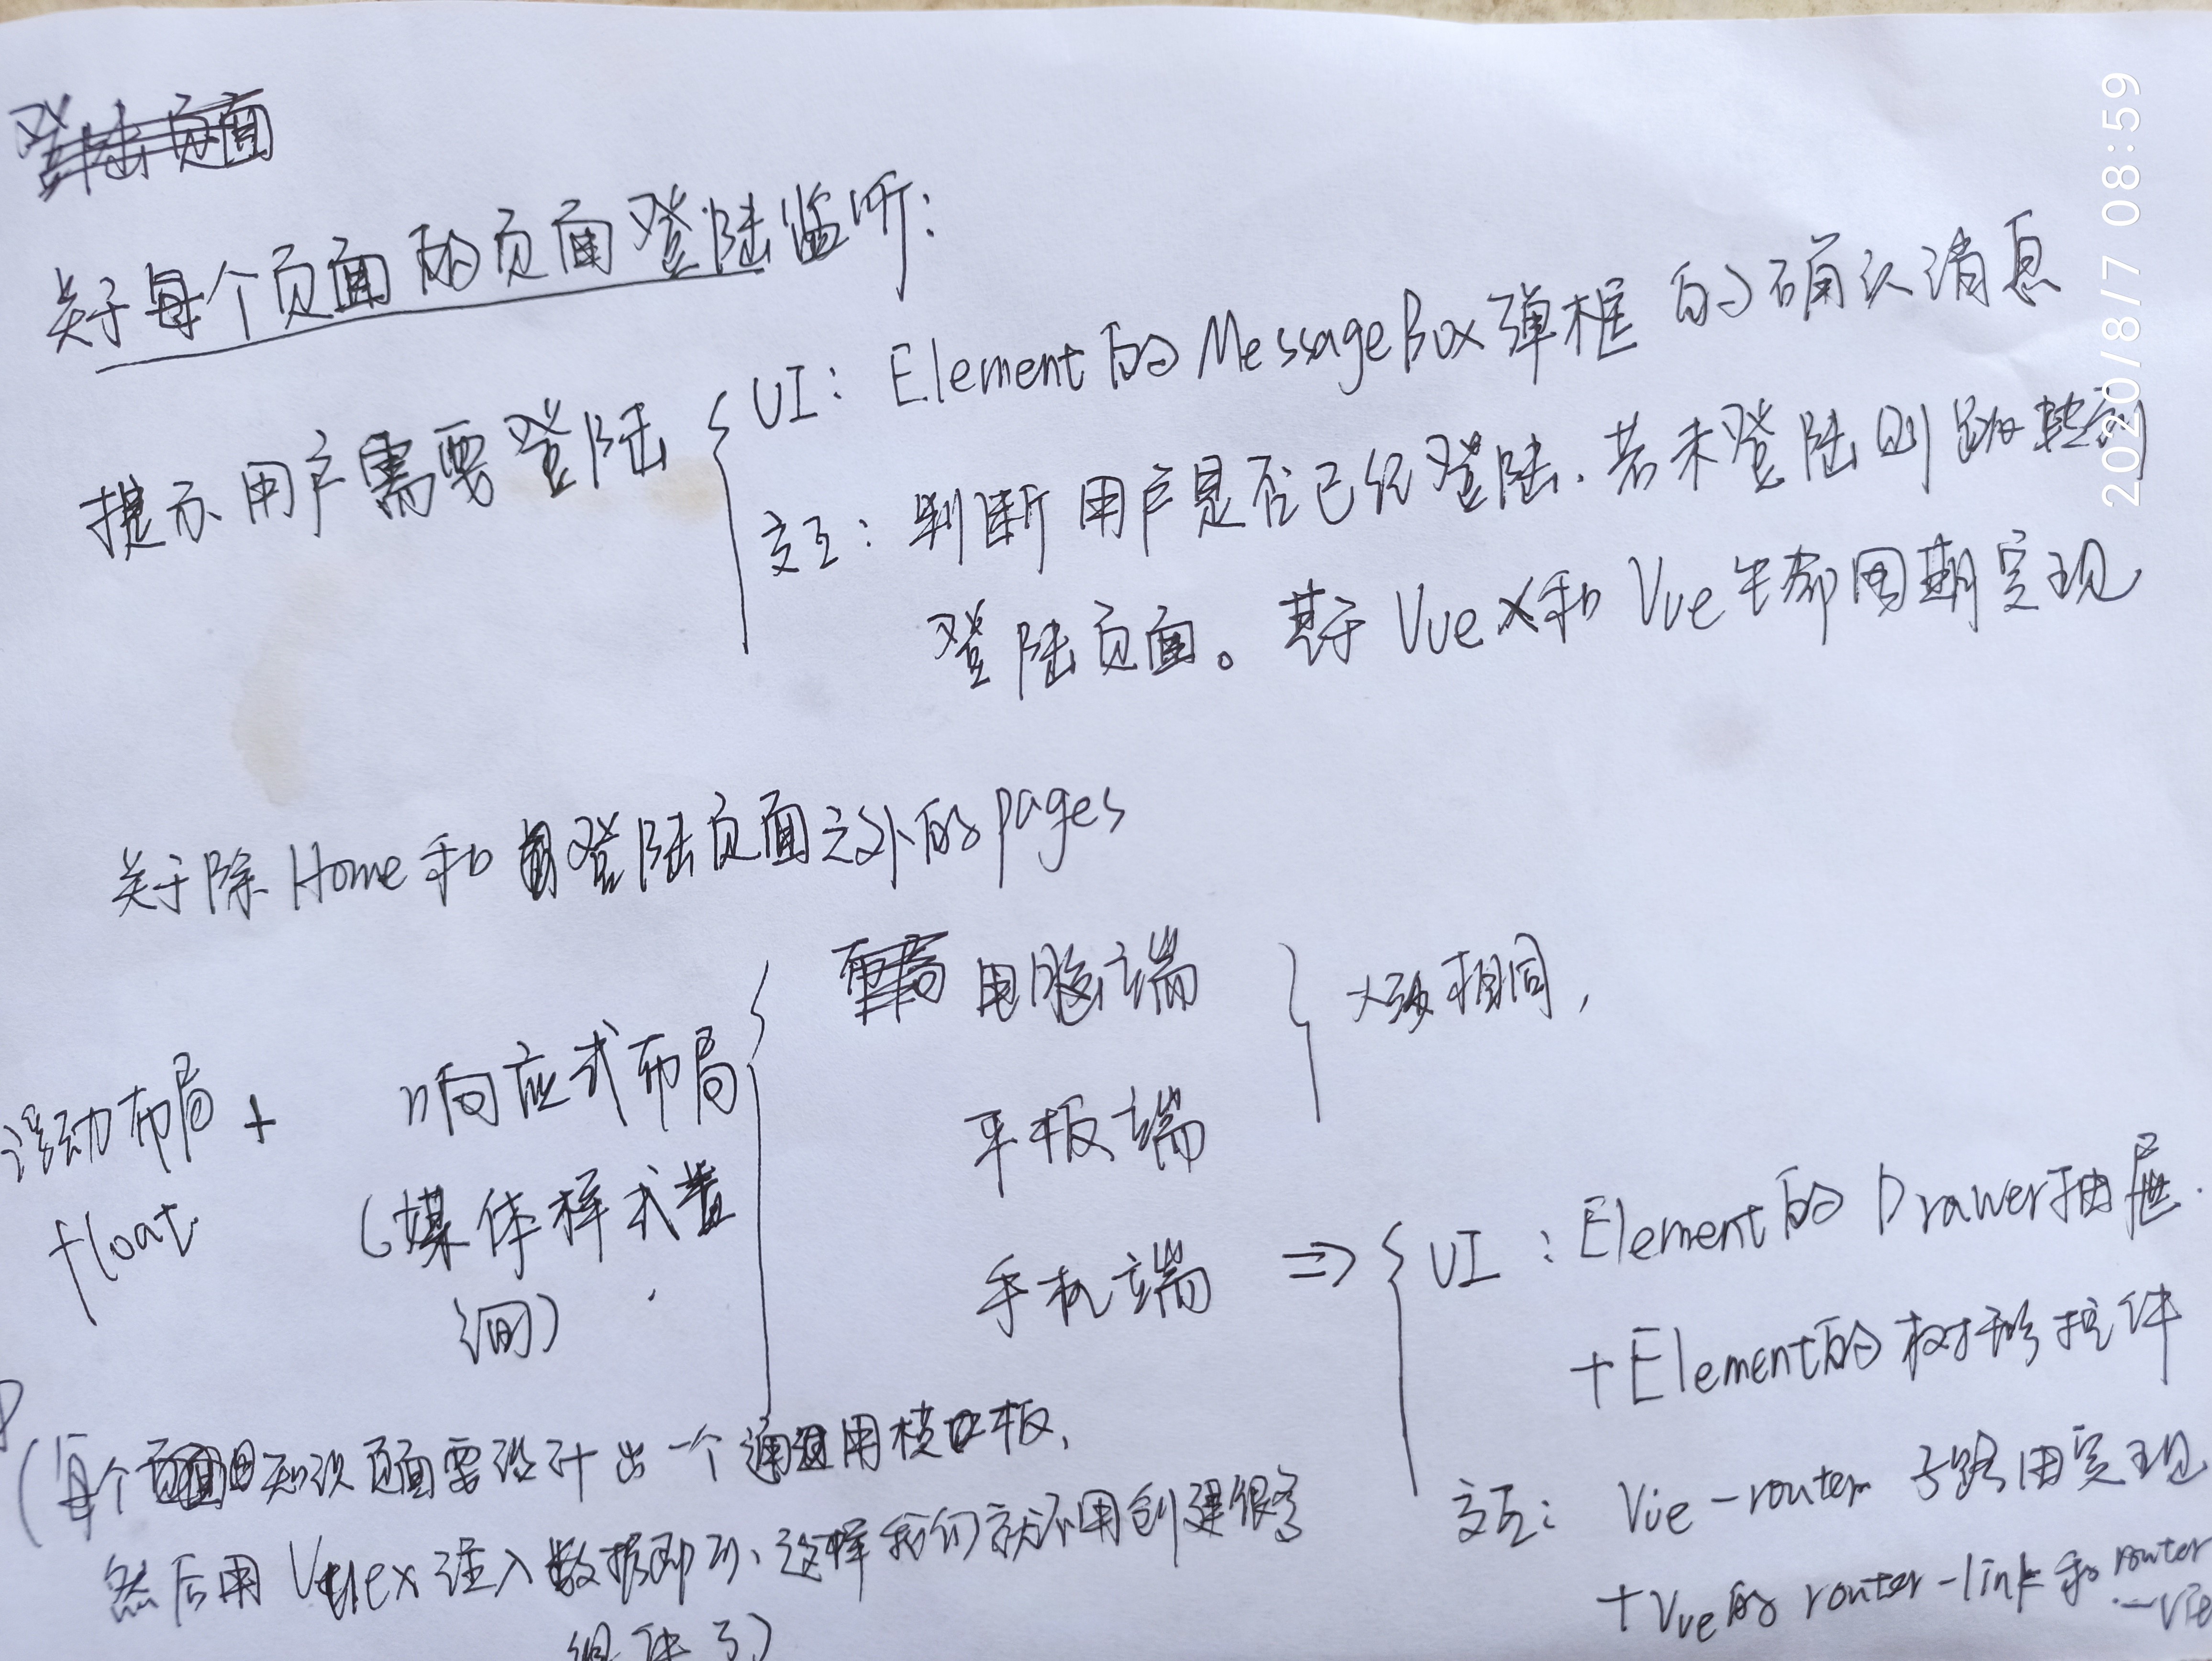 登陆页面
关于每个页面的页面登陆监听:
提示用户需要登陆
UI: Element的MessageBox弹框的确认消息
交互: 判断用户是否已经登陆. 若未登陆则跳转到
登陆页面。基于Vuex和Vue生命周期实现
关于除Home和登陆页面之外的pages
浮动布局 +
float
响应式布局
(媒体样式查
询)
电脑端
平板端
大致相同,
手机端 =>
UI: Element的Drawer抽屉.
+Element的树形控件
交互: Vue-router 子路由实现
+Vue的router-link和router
-vie
(每个知识页面需设计出一个通用模板,
然后用Vuex注入数据即可、这样我们就不用创建很多
组件了)
2020/8/7 08:59